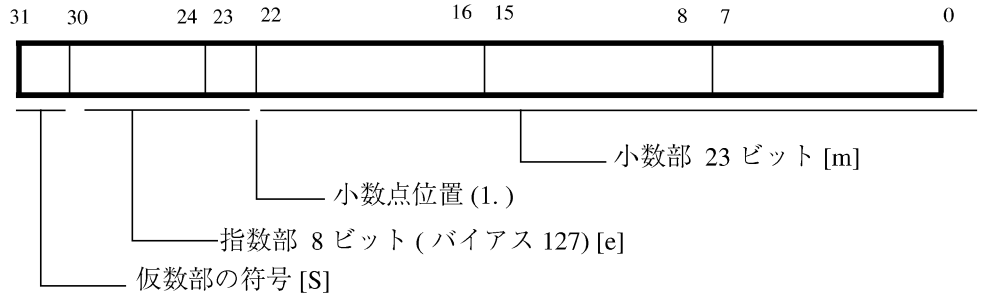 31 30 24 23 22 16 15 8 7 0
小数部 23 ビット [m]
小数点位置 (1. )
指数部 8 ビット ( バイアス 127) [e]
仮数部の符号 [S]